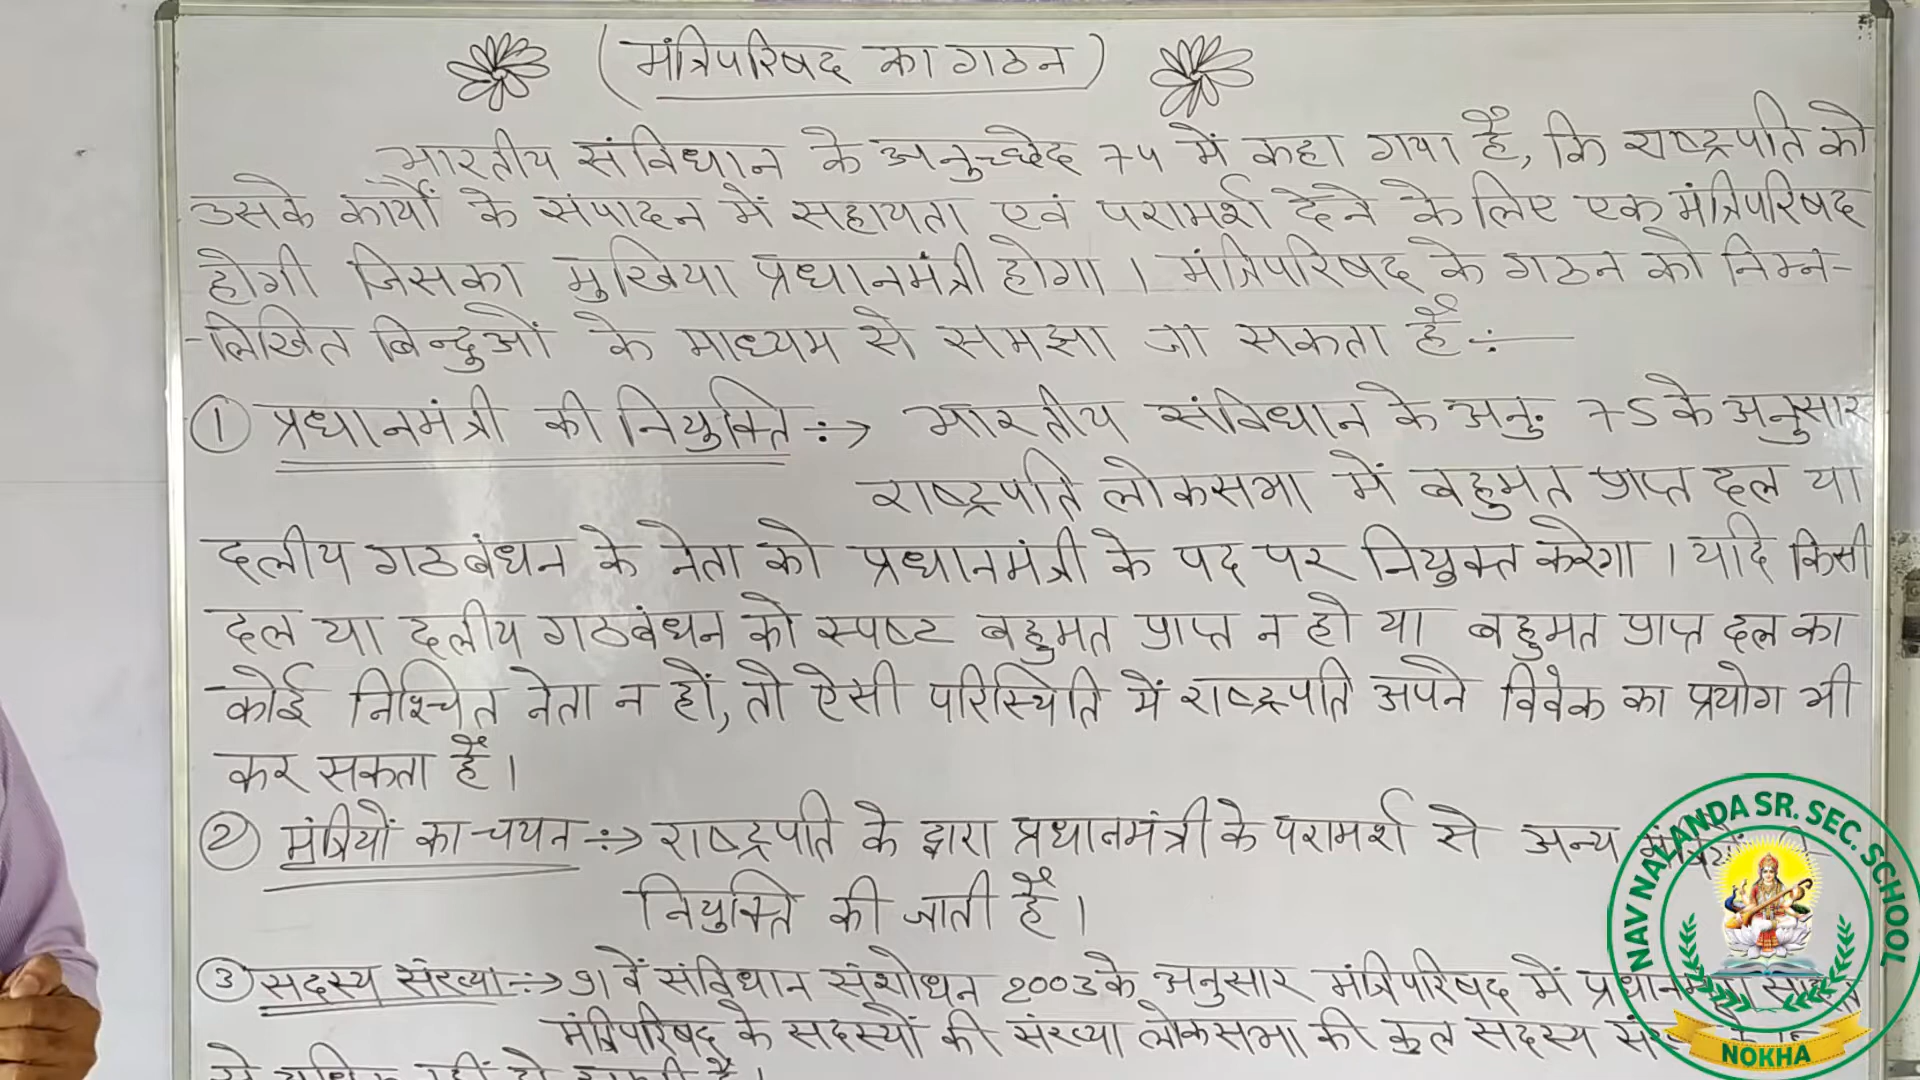 (मंत्रिपरिषद का गठन)
भारतीय संविधान के अनुच्छेद 74 में कहा गया है, कि राष्ट्रपति को
उसके कार्यों के संपादन में सहायता एवं परामर्श देने के लिए एक मंत्रिपरिषद
होगी जिसका मुखिया प्रधानमंत्री होगा । मंत्रिपरिषद के गठन को निम्न-
-लिखित बिन्दुओं के माध्यम से समझा जा सकता है ÷—
① प्रधानमंत्री की नियुक्ति ÷→ भारतीय संविधान के अनु॰ 75 के अनुसार
राष्ट्रपति लोकसभा में बहुमत प्राप्त दल या
दलीय गठबंधन के नेता को प्रधानमंत्री के पद पर नियुक्त करेगा । यदि किसी
दल या दलीय गठबंधन को स्पष्ट बहुमत प्राप्त न हो या बहुमत प्राप्त दल का
कोई निश्चित नेता न हों, तो ऐसी परिस्थिति में राष्ट्रपति अपने विवेक का प्रयोग भी
कर सकता है ।
② मंत्रियों का चयन ÷→ राष्ट्रपति के द्वारा प्रधानमंत्री के परामर्श से अन्य
नियुक्ति की जाती है ।
③ सदस्य संख्या ÷→ 91 वें संविधान संशोधन 2003 के अनुसार मंत्रिपरिषद में
मंत्रिपरिषद के सदस्यों की संख्या लोकसभा की कुल सदस्य
NAV NALANDA SR. SEC. SCHOOL
NOKHA